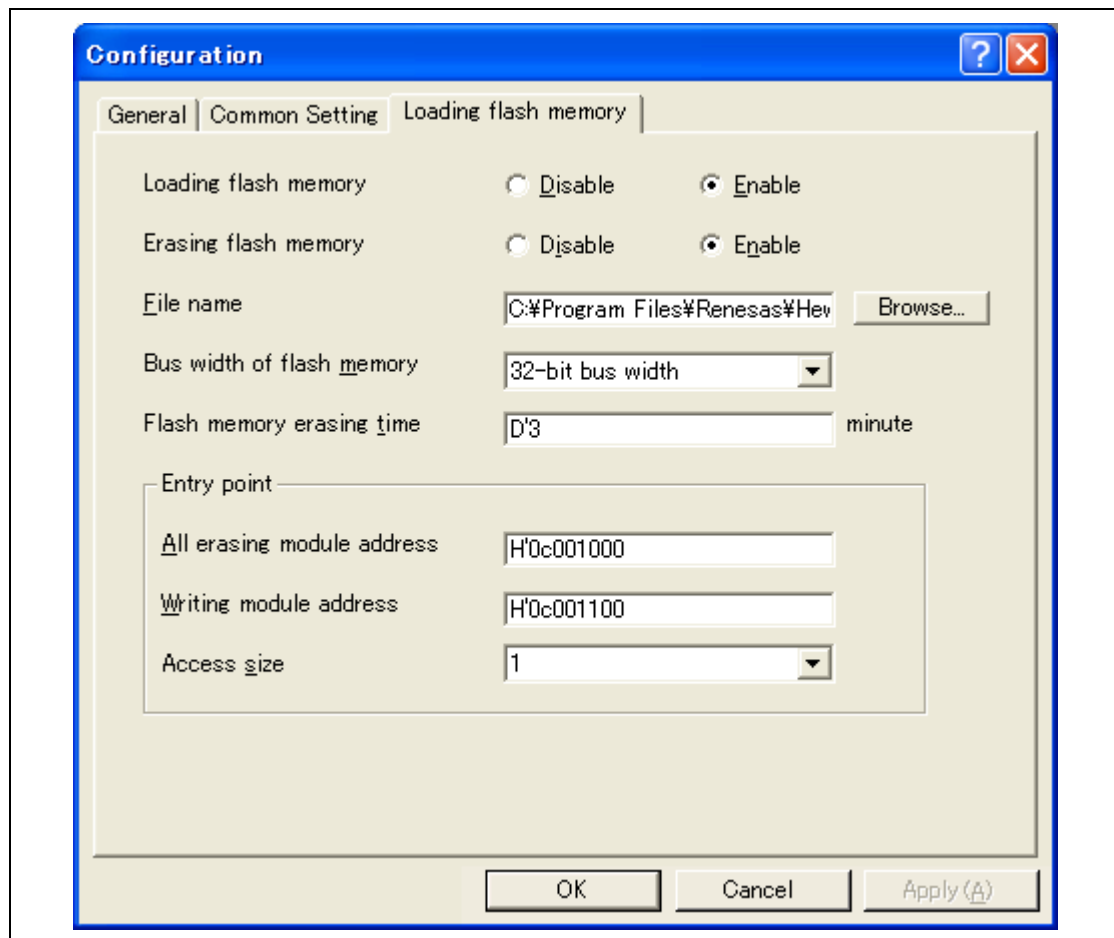 Configuration
General Common Setting Loading flash memory
Loading flash memory Disable Enable
Erasing flash memory Disable Enable
File name C:¥Program Files¥Renesas¥Hew Browse...
Bus width of flash memory 32-bit bus width
Flash memory erasing time D'3 minute
Entry point
All erasing module address H'0c001000
Writing module address H'0c001100
Access size 1
OK Cancel Apply(A)